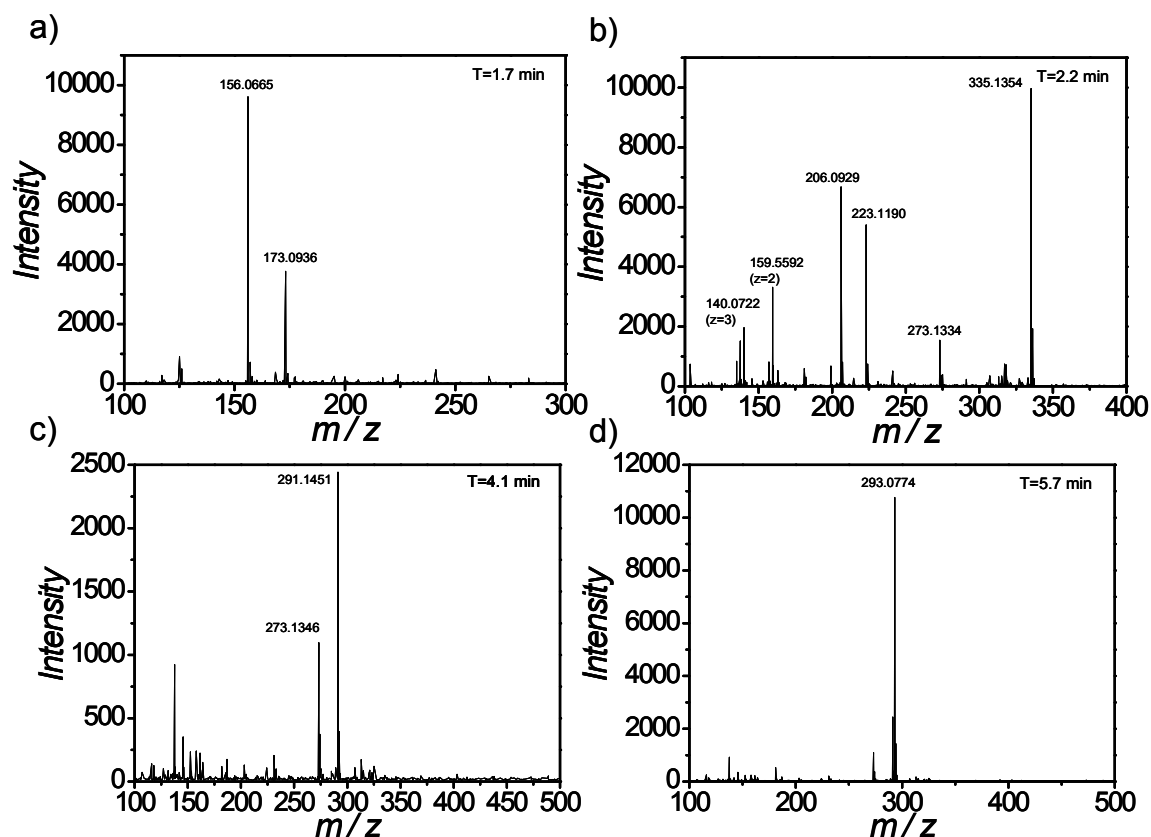 a)
T=1.7 min
156.0665
173.0936
Intensity
10000
8000
6000
4000
2000
0
100 150 200 250 300
m / z
b)
T=2.2 min
335.1354
206.0929
223.1190
159.5592
(z=2)
140.0722
(z=3)
273.1334
Intensity
10000
8000
6000
4000
2000
0
100 150 200 250 300 350 400
m / z
c)
T=4.1 min
291.1451
273.1346
Intensity
2500
2000
1500
1000
500
0
100 150 200 250 300 350 400 450 500
m / z
d)
T=5.7 min
293.0774
Intensity
12000
10000
8000
6000
4000
2000
0
100 200 300 400 500
m / z